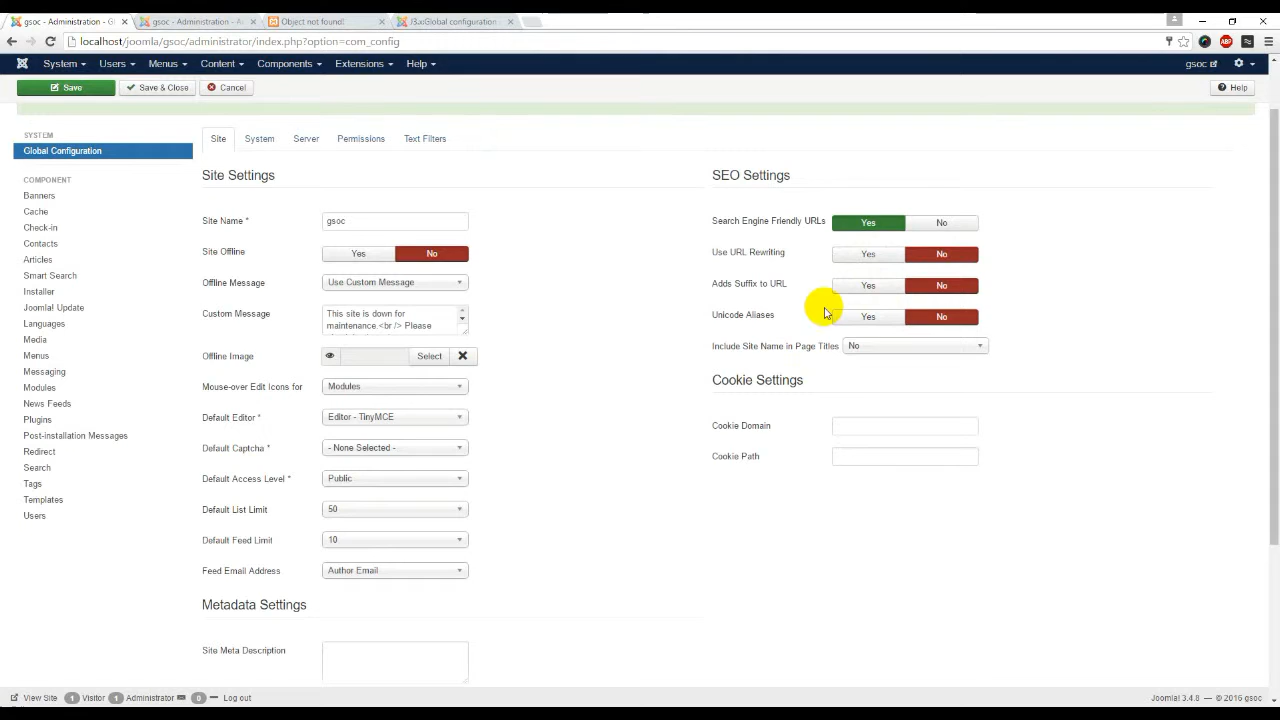 gsoc - Administration - G
gsoc - Administration - A
Object not found!
J3.x:Global configuration
localhost/joomla/gsoc/administrator/index.php?option=com_config
ABP
System Users Menus Content Components Extensions Help gsoc
Save Save & Close Cancel Help
SYSTEM
Global Configuration
COMPONENT
Banners
Cache
Check-in
Contacts
Articles
Smart Search
Installer
Joomla! Update
Languages
Media
Menus
Messaging
Modules
News Feeds
Plugins
Post-installation Messages
Redirect
Search
Tags
Templates
Users
Site System Server Permissions Text Filters
Site Settings
Site Name * gsoc
Site Offline Yes No
Offline Message Use Custom Message
Custom Message This site is down for
maintenance.<br /> Please
Offline Image Select
Mouse-over Edit Icons for Modules
Default Editor * Editor - TinyMCE
Default Captcha * - None Selected -
Default Access Level * Public
Default List Limit 50
Default Feed Limit 10
Feed Email Address Author Email
Metadata Settings
Site Meta Description
SEO Settings
Search Engine Friendly URLs Yes No
Use URL Rewriting Yes No
Adds Suffix to URL Yes No
Unicode Aliases Yes No
Include Site Name in Page Titles No
Cookie Settings
Cookie Domain
Cookie Path
View Site 1 Visitor 1 Administrator 0 Log out
Joomla! 3.4.8 — © 2016 gsoc